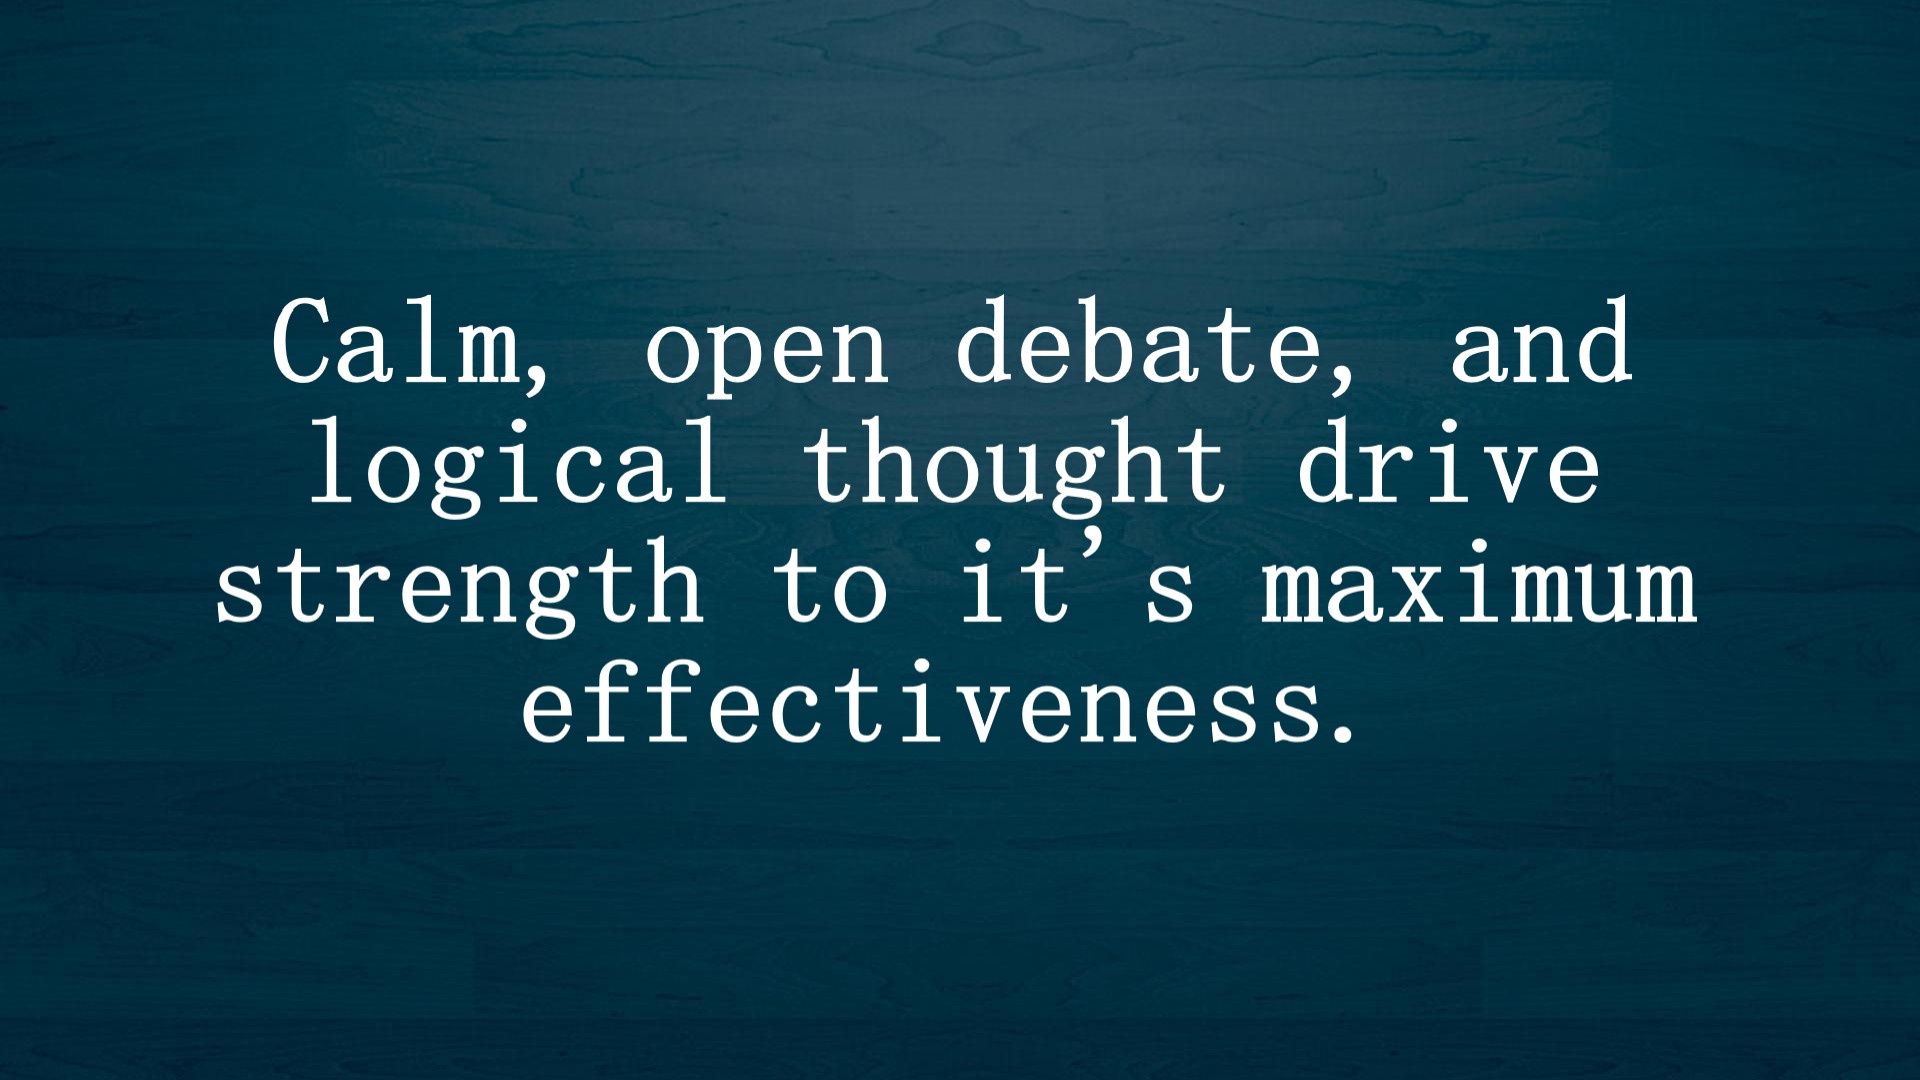 Calm, open debate, and
logical thought drive
strength to it’s maximum
effectiveness.